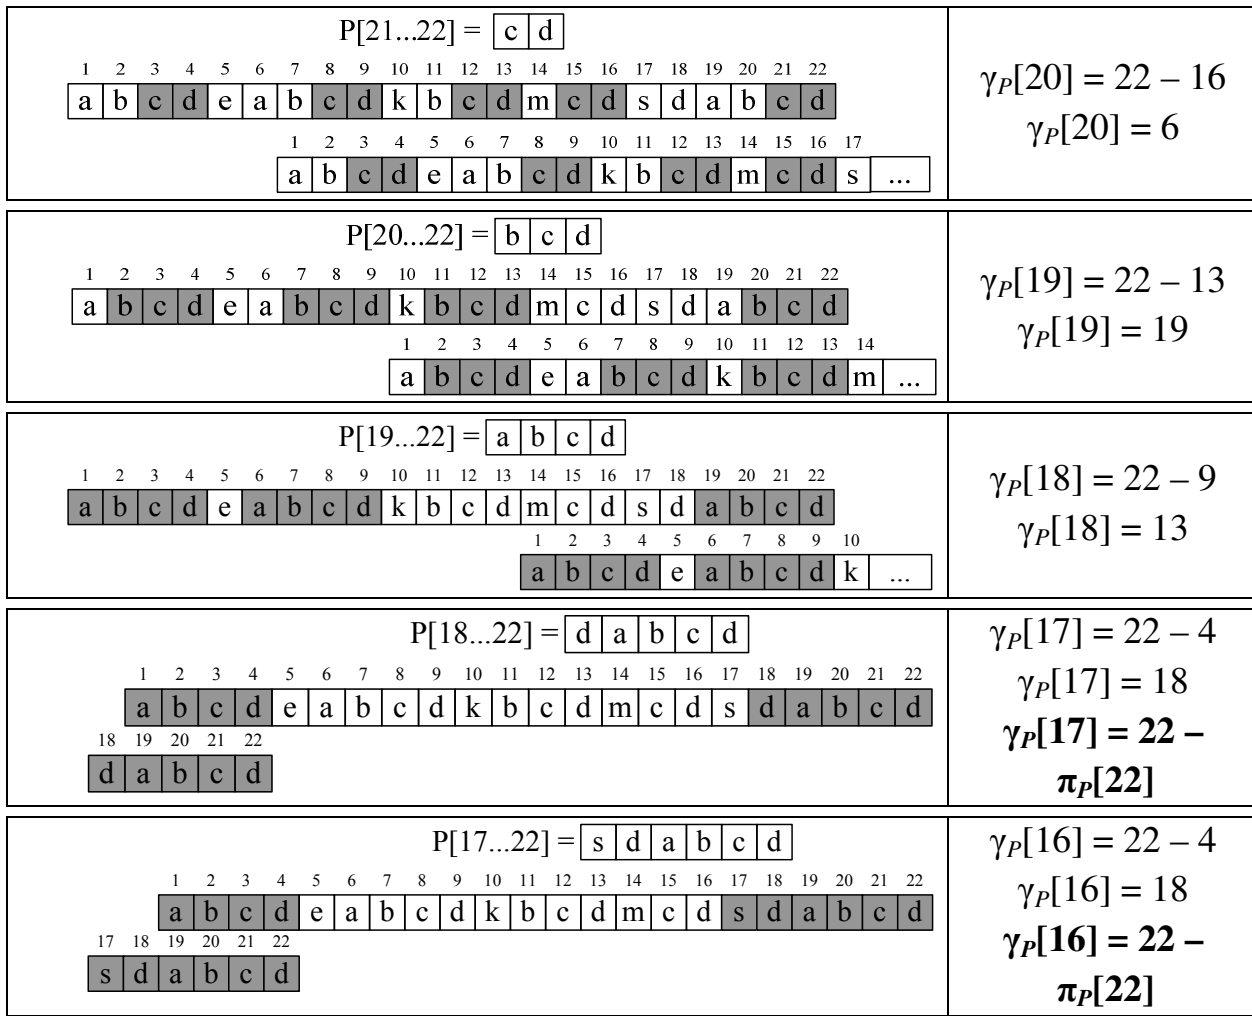 P[21...22] = c d
1 2 3 4 5 6 7 8 9 10 11 12 13 14 15 16 17 18 19 20 21 22
a b c d e a b c d k b c d m c d s d a b c d
1 2 3 4 5 6 7 8 9 10 11 12 13 14 15 16 17
a b c d e a b c d k b c d m c d s ...
γP[20] = 22 – 16
γP[20] = 6
P[20...22] = b c d
1 2 3 4 5 6 7 8 9 10 11 12 13 14 15 16 17 18 19 20 21 22
a b c d e a b c d k b c d m c d s d a b c d
1 2 3 4 5 6 7 8 9 10 11 12 13 14
a b c d e a b c d k b c d m ...
γP[19] = 22 – 13
γP[19] = 19
P[19...22] = a b c d
1 2 3 4 5 6 7 8 9 10 11 12 13 14 15 16 17 18 19 20 21 22
a b c d e a b c d k b c d m c d s d a b c d
1 2 3 4 5 6 7 8 9 10
a b c d e a b c d k ...
γP[18] = 22 – 9
γP[18] = 13
P[18...22] = d a b c d
1 2 3 4 5 6 7 8 9 10 11 12 13 14 15 16 17 18 19 20 21 22
a b c d e a b c d k b c d m c d s d a b c d
18 19 20 21 22
d a b c d
γP[17] = 22 – 4
γP[17] = 18
γP[17] = 22 –
πP[22]
P[17...22] = s d a b c d
1 2 3 4 5 6 7 8 9 10 11 12 13 14 15 16 17 18 19 20 21 22
a b c d e a b c d k b c d m c d s d a b c d
17 18 19 20 21 22
s d a b c d
γP[16] = 22 – 4
γP[16] = 18
γP[16] = 22 –
πP[22]